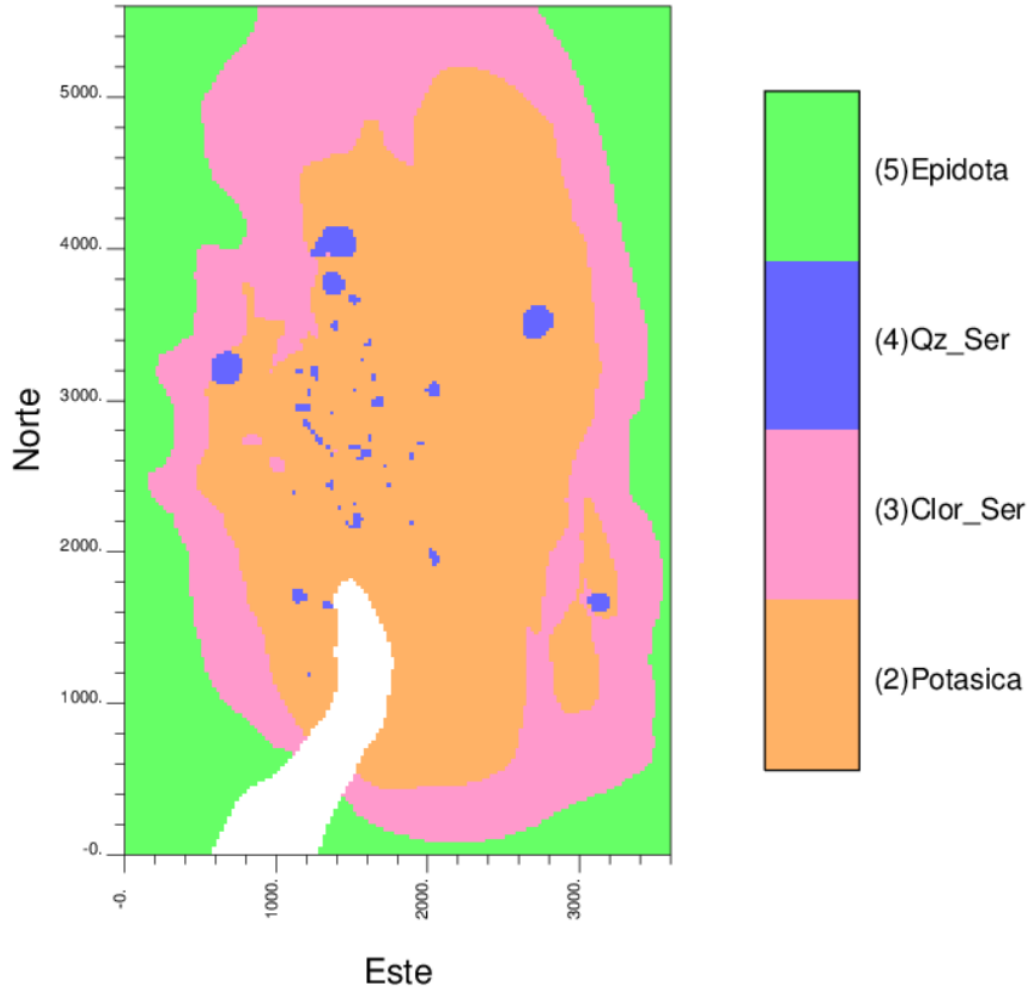 5000.
4000.
3000.
2000.
1000.
-0.
Norte
-0.
1000.
2000.
3000.
Este
(5)Epidota
(4)Qz_Ser
(3)Clor_Ser
(2)Potasica